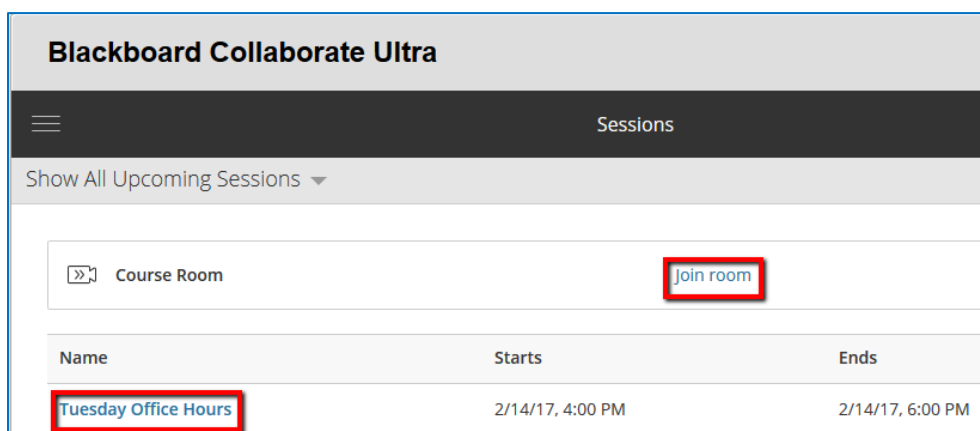 Blackboard Collaborate Ultra
Sessions
Show All Upcoming Sessions
Course Room Join room
Name Starts Ends
Tuesday Office Hours 2/14/17, 4:00 PM 2/14/17, 6:00 PM